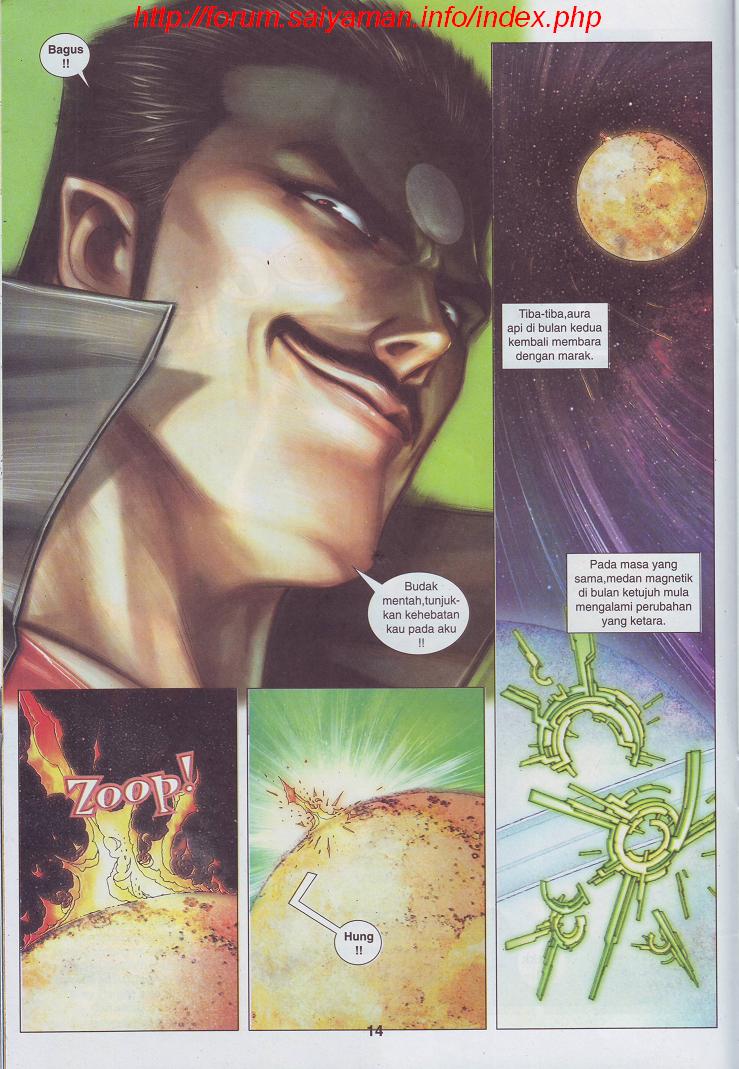 http://forum.saiyaman.info/index.php
Bagus
!!
Budak
mentah,tunjuk-
kan kehebatan
kau pada aku
!!
Tiba-tiba,aura
api di bulan kedua
kembali membara
dengan marak.
Pada masa yang
sama,medan magnetik
di bulan ketujuh mula
mengalami perubahan
yang ketara.
Zoop!
Hung
!!
14